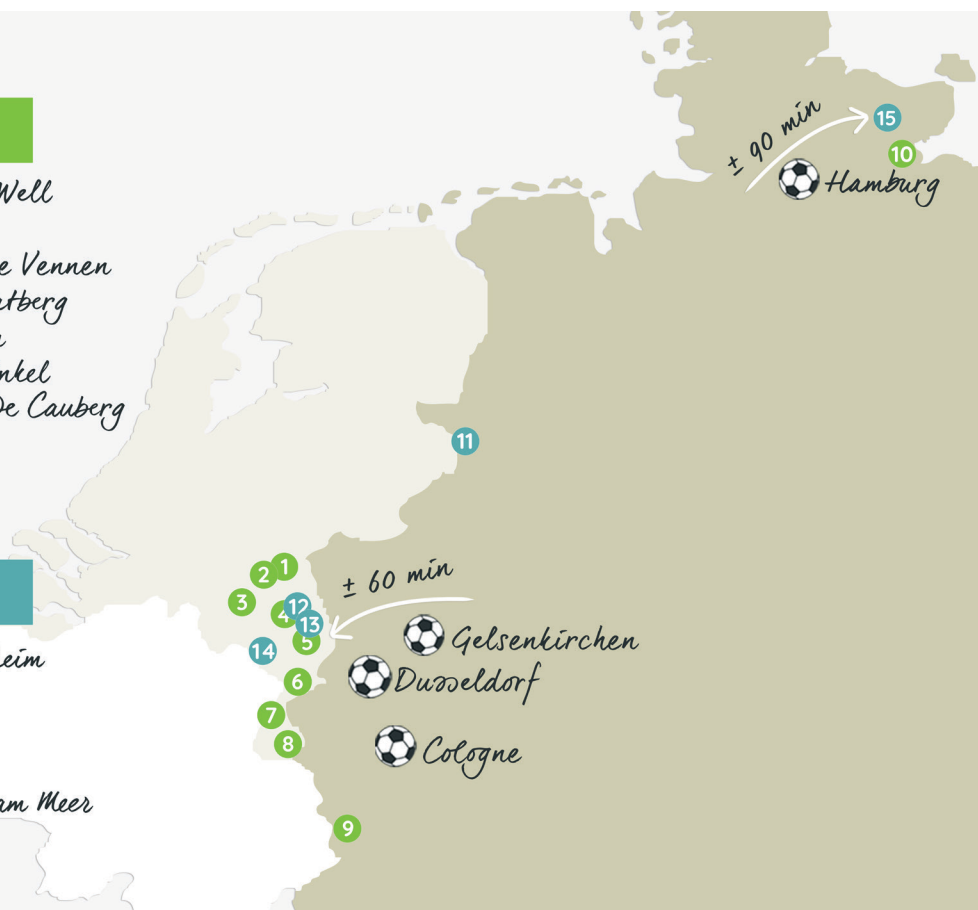 Well
e Vennen
tberg
nkel
De Cauberg
eim
am Meer
± 90 min
15
10
Hamburg
11
1
2
3
± 60 min
12
4
13
5
14
Gelsenkirchen
6
Dusseldorf
7
8
Cologne
9